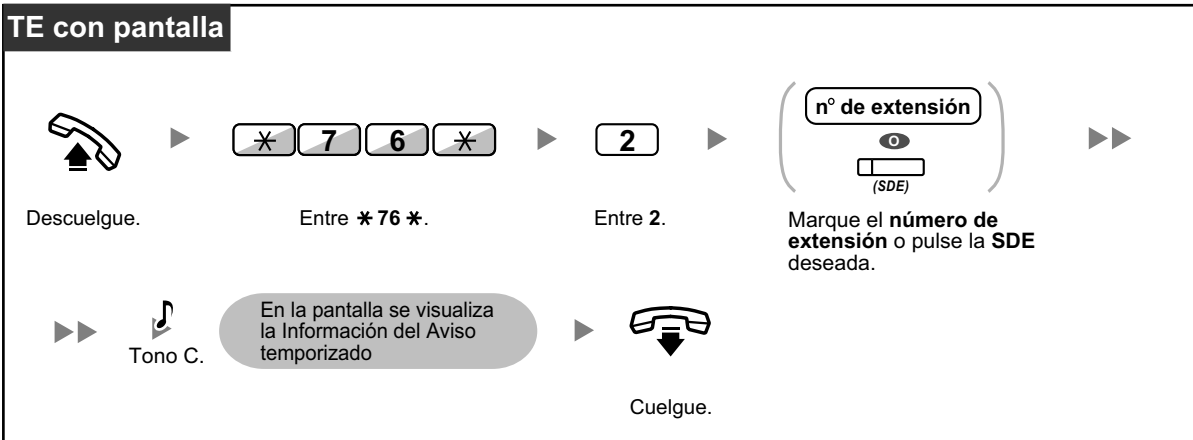 TE con pantalla
n° de extensión
* 7 6 *
2
o
(SDE)
Descuelgue.
Entre * 76 *.
Entre 2.
Marque el número de
extensión o pulse la SDE
deseada.
En la pantalla se visualiza
la Información del Aviso
temporizado
Tono C.
Cuelgue.